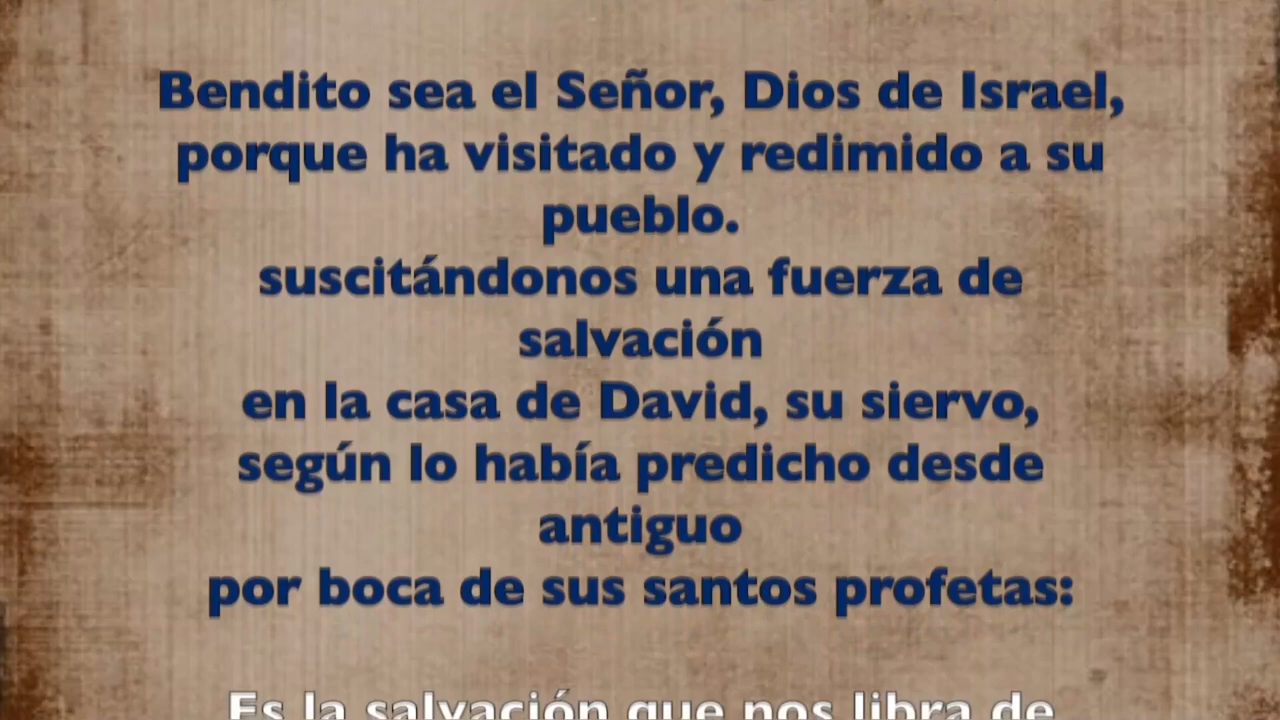 Bendito sea el Señor, Dios de Israel,
porque ha visitado y redimido a su
pueblo.
suscitándonos una fuerza de
salvación
en la casa de David, su siervo,
según lo había predicho desde
antiguo
por boca de sus santos profetas:
Es la salvación que nos libra de